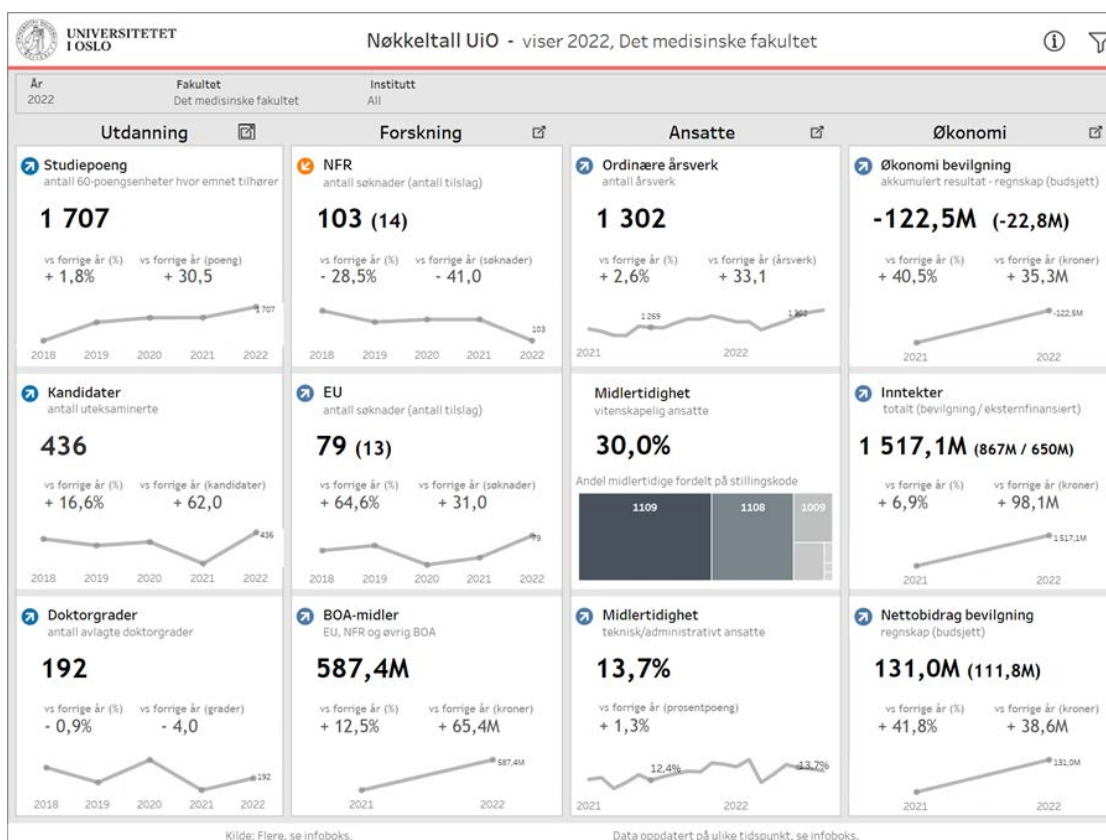 UNIVERSITETET
I OSLO
Nøkkeltall UiO - viser 2022, Det medisinske fakultet
År
2022
Fakultet
Det medisinske fakultet
Institutt
All
Utdanning
Studiepoeng
antall 60-poengsenheter hvor emnet tilhører
1 707
vs forrige år (%) vs forrige år (poeng)
+ 1,8% + 30,5
1 707
2018 2019 2020 2021 2022
Kandidater
antall uteksaminerte
436
vs forrige år (%) vs forrige år (kandidater)
+ 16,6% + 62,0
436
2018 2019 2020 2021 2022
Doktorgrader
antall avlagte doktorgrader
192
vs forrige år (%) vs forrige år (grader)
- 0,9% - 4,0
192
2018 2019 2020 2021 2022
Forskning
NFR
antall søknader (antall tilslag)
103 (14)
vs forrige år (%) vs forrige år (søknader)
- 28,5% - 41,0
103
2018 2019 2020 2021 2022
EU
antall søknader (antall tilslag)
79 (13)
vs forrige år (%) vs forrige år (søknader)
+ 64,6% + 31,0
79
2018 2019 2020 2021 2022
BOA-midler
EU, NFR og øvrig BOA
587,4M
vs forrige år (%) vs forrige år (kroner)
+ 12,5% + 65,4M
587,4M
2021 2022
Ansatte
Ordinære årsverk
antall årsverk
1 302
vs forrige år (%) vs forrige år (årsverk)
+ 2,6% + 33,1
1 269 1 302
2021 2022
Midlertidighet
vitenskapelig ansatte
30,0%
Andel midlertidige fordelt på stillingskode
1109 1108 1009
Midlertidighet
teknisk/administrativt ansatte
13,7%
vs forrige år (prosentpoeng)
+ 1,3%
12,4% 13,7%
2021 2022
Økonomi
Økonomi bevilgning
akkumulert resultat - regnskap (budsjett)
-122,5M (-22,8M)
vs forrige år (%) vs forrige år (kroner)
+ 40,5% + 35,3M
-122,5M
2021 2022
Inntekter
totalt (bevilgning / eksternfinansiert)
1 517,1M (867M / 650M)
vs forrige år (%) vs forrige år (kroner)
+ 6,9% + 98,1M
1 517,1M
2021 2022
Nettobidrag bevilgning
regnskap (budsjett)
131,0M (111,8M)
vs forrige år (%) vs forrige år (kroner)
+ 41,8% + 38,6M
131,0M
2021 2022
Kilde: Flere, se infoboks.
Data oppdatert på ulike tidspunkt, se infoboks.